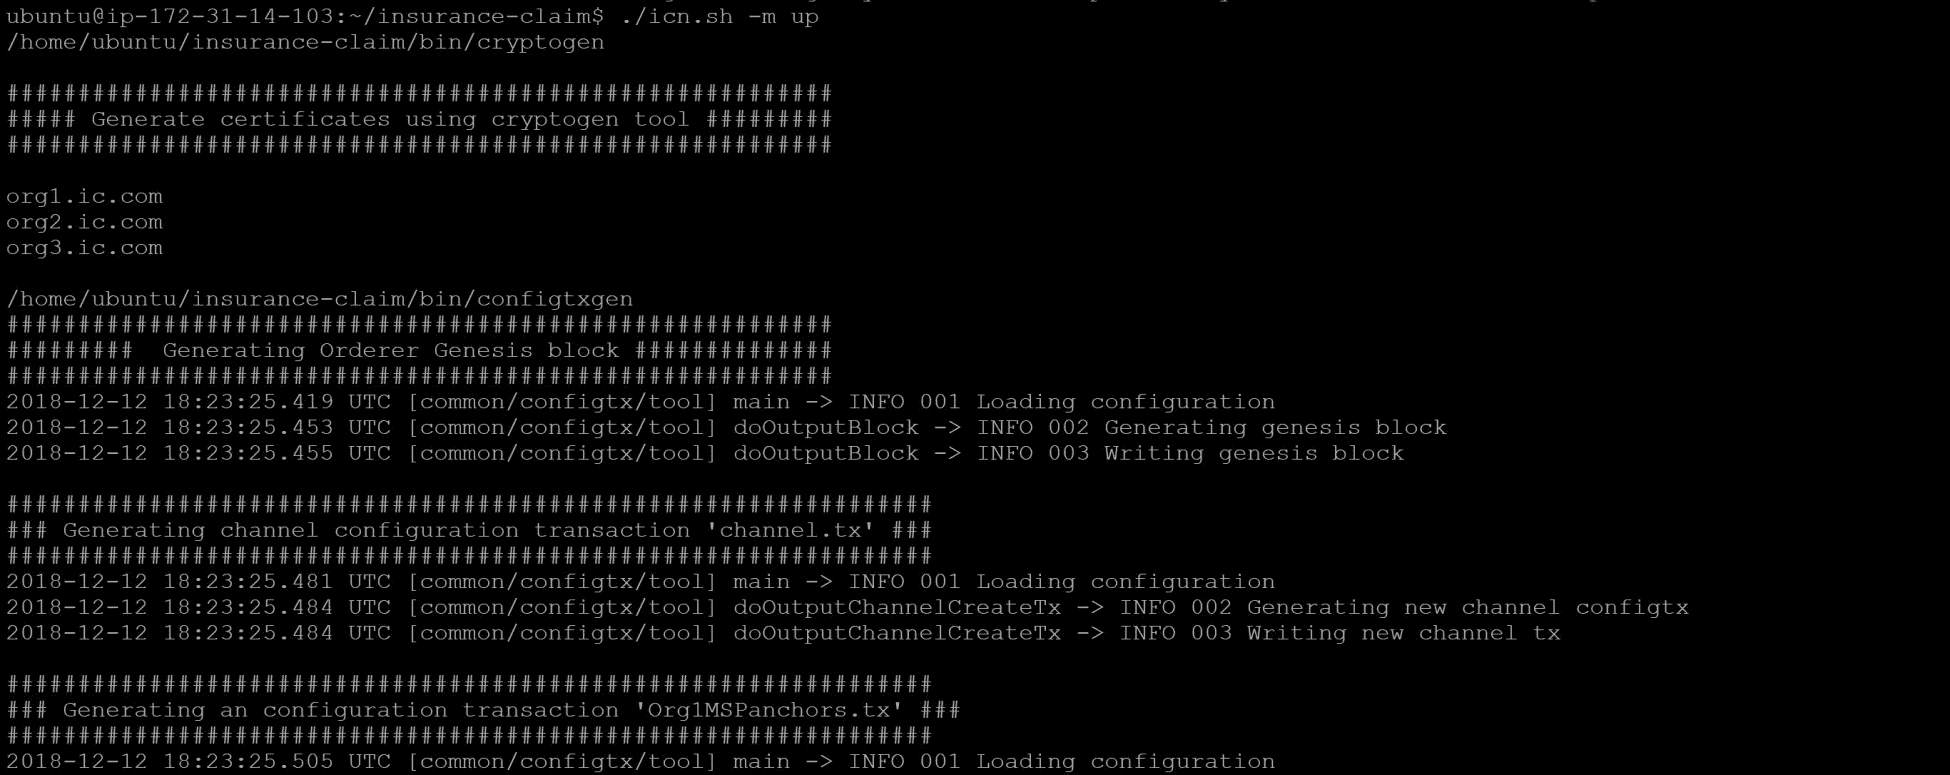 ubuntu@ip-172-31-14-103:~/insurance-claim$ ./icn.sh -m up
/home/ubuntu/insurance-claim/bin/cryptogen
##########################################################
##### Generate certificates using cryptogen tool #########
##########################################################
org1.ic.com
org2.ic.com
org3.ic.com
/home/ubuntu/insurance-claim/bin/configtxgen
##########################################################
#########  Generating Orderer Genesis block ##############
##########################################################
2018-12-12 18:23:25.419 UTC [common/configtx/tool] main -> INFO 001 Loading configuration
2018-12-12 18:23:25.453 UTC [common/configtx/tool] doOutputBlock -> INFO 002 Generating genesis block
2018-12-12 18:23:25.455 UTC [common/configtx/tool] doOutputBlock -> INFO 003 Writing genesis block
#################################################################
### Generating channel configuration transaction 'channel.tx' ###
#################################################################
2018-12-12 18:23:25.481 UTC [common/configtx/tool] main -> INFO 001 Loading configuration
2018-12-12 18:23:25.484 UTC [common/configtx/tool] doOutputChannelCreateTx -> INFO 002 Generating new channel configtx
2018-12-12 18:23:25.484 UTC [common/configtx/tool] doOutputChannelCreateTx -> INFO 003 Writing new channel tx
#################################################################
### Generating an configuration transaction 'Org1MSPanchors.tx' ###
#################################################################
2018-12-12 18:23:25.505 UTC [common/configtx/tool] main -> INFO 001 Loading configuration